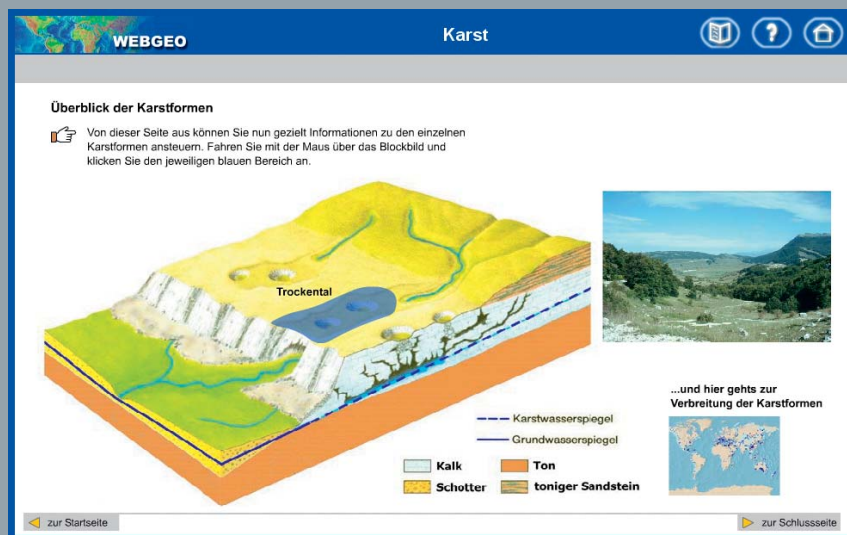 WEBGEO
Karst
?
Überblick der Karstformen
Von dieser Seite aus können Sie nun gezielt Informationen zu den einzelnen
Karstformen ansteuern. Fahren Sie mit der Maus über das Blockbild und
klicken Sie den jeweiligen blauen Bereich an.
Trockental
...und hier gehts zur
Verbreitung der Karstformen
Karstwasserspiegel
Grundwasserspiegel
Kalk
Ton
Schotter
toniger Sandstein
zur Startseite
zur Schlussseite